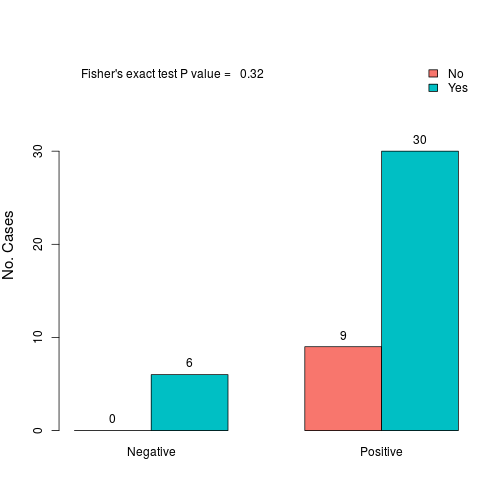 Fisher's exact test P value = 0.32
No
Yes
No. Cases
30
20
10
0
0
6
9
30
Negative
Positive